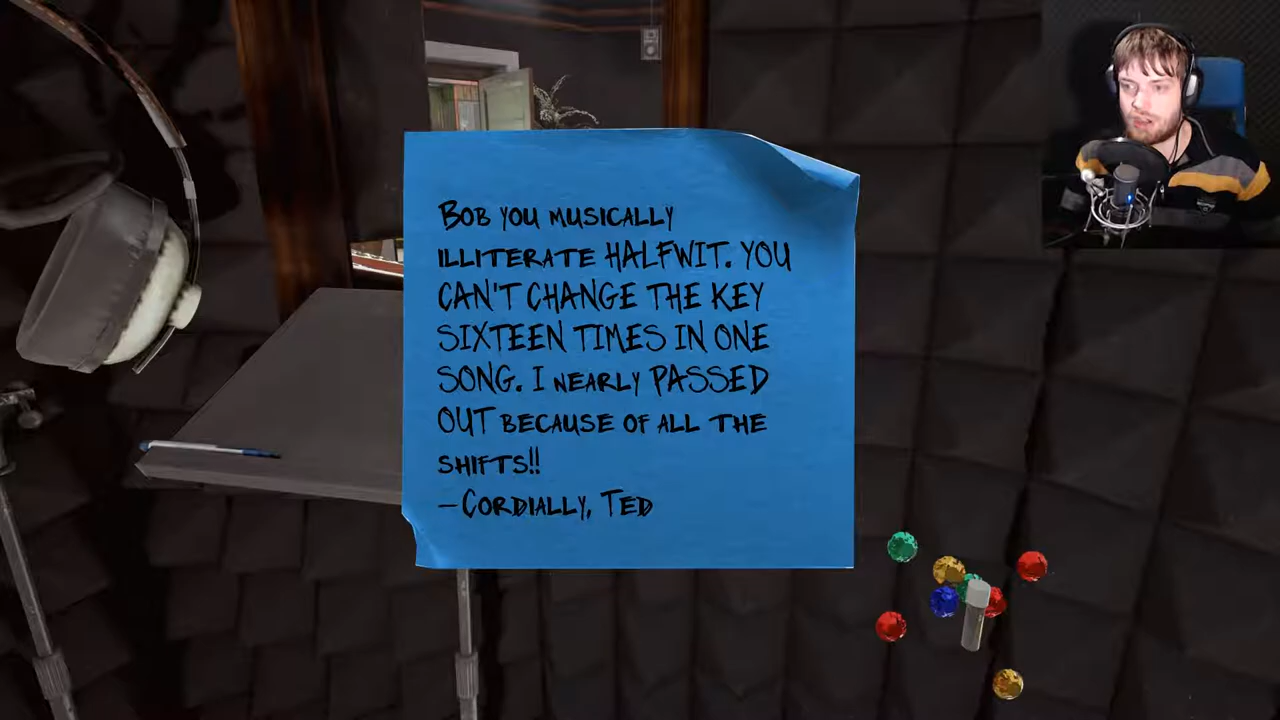 Bob you musically
illiterate HALFWIT. YOU
CAN'T CHANGE THE KEY
SIXTEEN TIMES IN ONE
SONG. I nearly PASSED
OUT because of all the
shifts!!
– Cordially, Ted